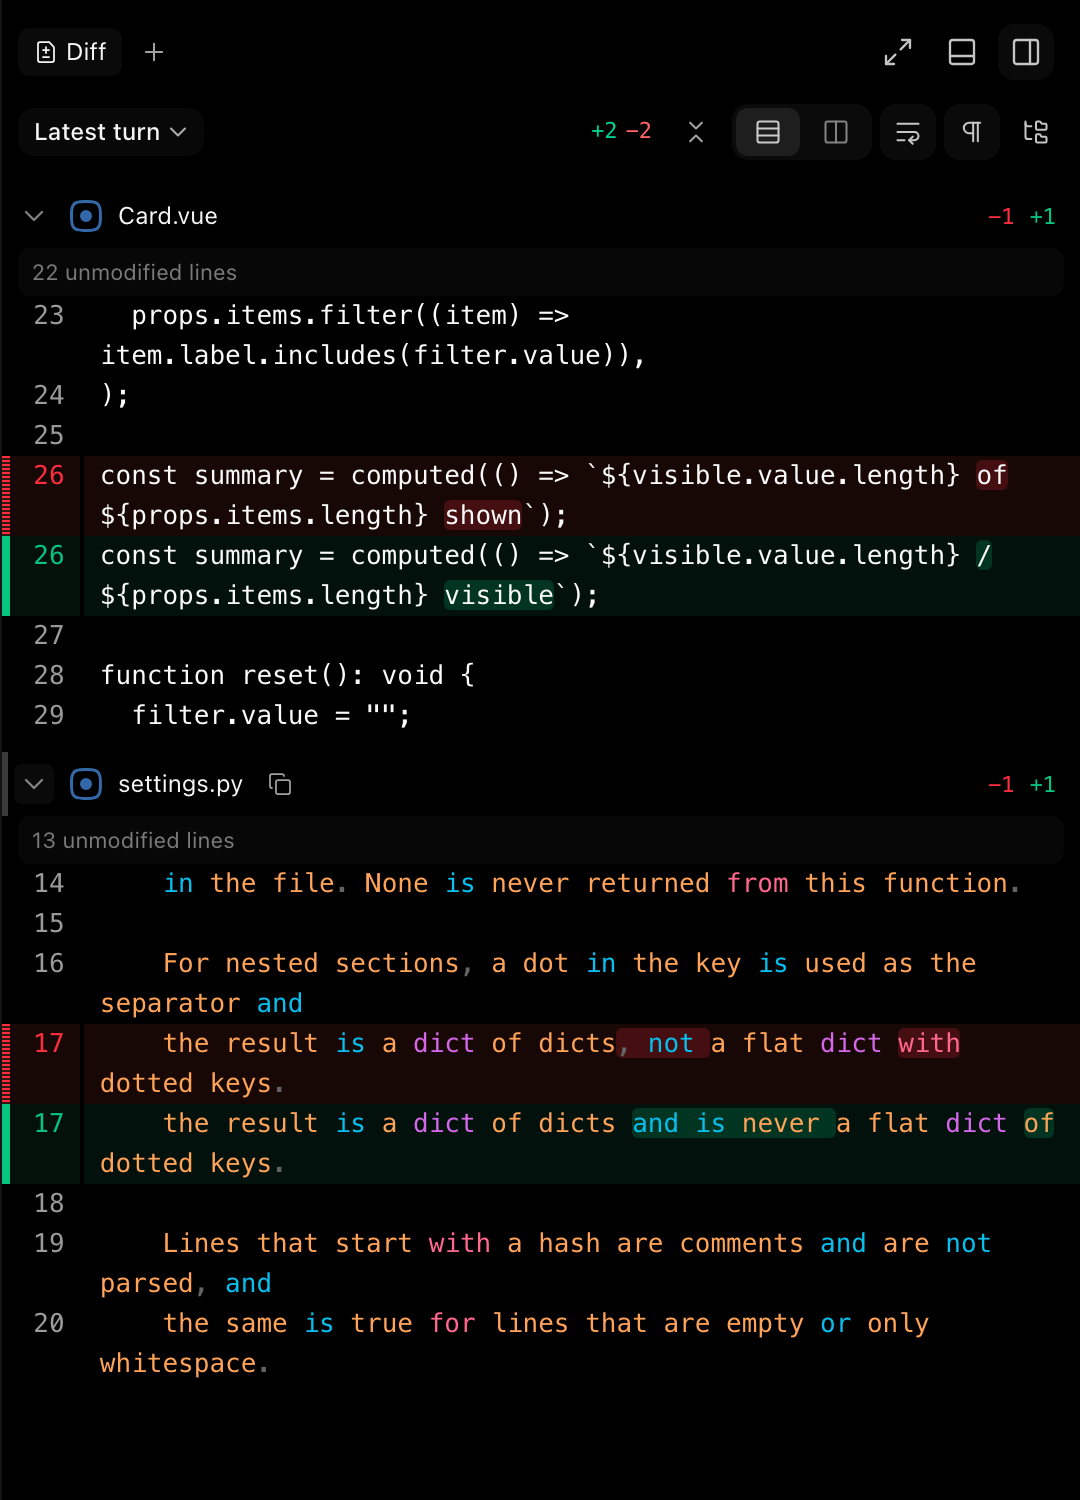 Diff
Latest turn
+2 −2
Card.vue
−1 +1
22 unmodified lines
23   props.items.filter((item) =>
item.label.includes(filter.value)),
24 );
25
26 const summary = computed(() => `${visible.value.length} of
${props.items.length} shown`);
26 const summary = computed(() => `${visible.value.length} /
${props.items.length} visible`);
27
28 function reset(): void {
29   filter.value = "";
settings.py
−1 +1
13 unmodified lines
14     in the file. None is never returned from this function.
15
16     For nested sections, a dot in the key is used as the
separator and
17     the result is a dict of dicts, not a flat dict with
dotted keys.
17     the result is a dict of dicts and is never a flat dict of
dotted keys.
18
19     Lines that start with a hash are comments and are not
parsed, and
20     the same is true for lines that are empty or only
whitespace.